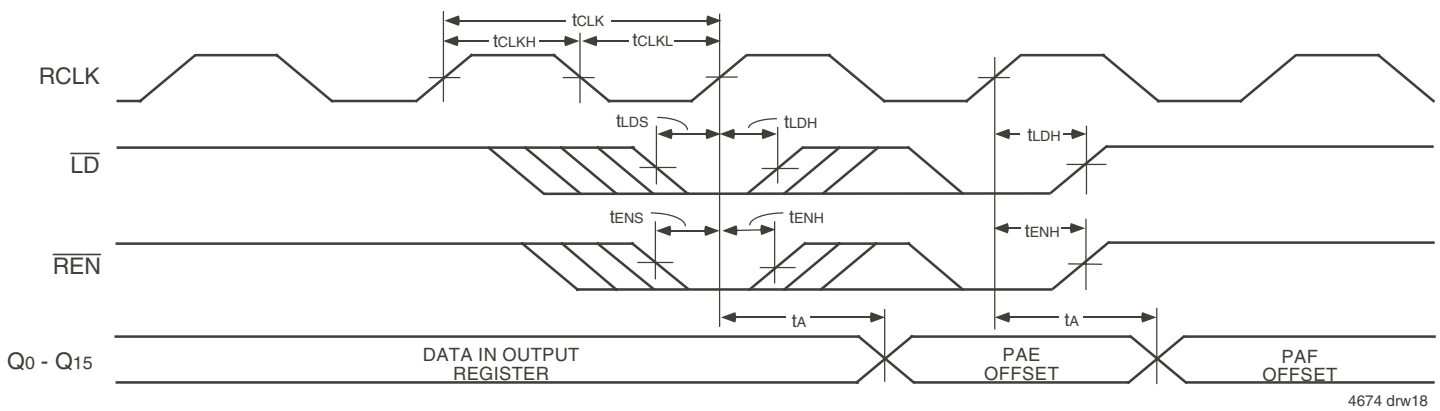 tCLK
tCLKH tCLKL
RCLK
tLDS tLDH tLDH
LD
tENS tENH tENH
REN
tA tA
Q0 - Q15 DATA IN OUTPUT REGISTER PAE OFFSET PAF OFFSET
4674 drw18